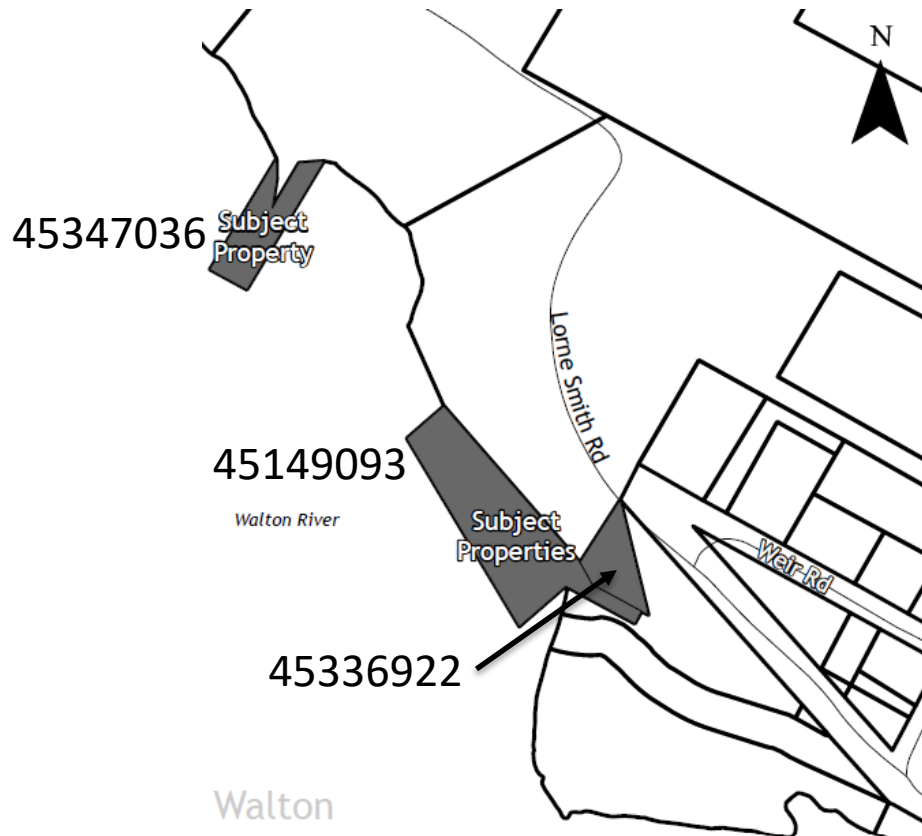 N
45347036
Subject
Property
Lorne Smith Rd
45149093
Walton River
Subject
Properties
Weir Rd
45336922
Walton